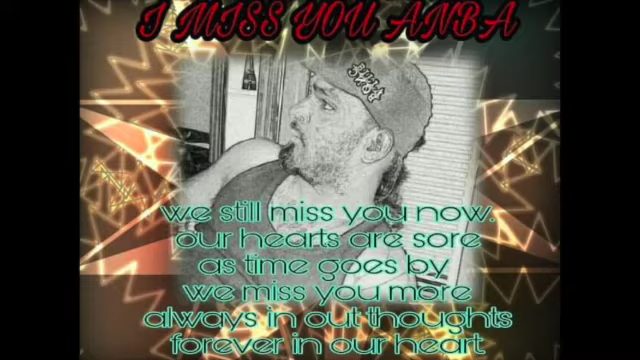 I MISS YOU ANBA
we still miss you now.
our hearts are sore
as time goes by
we miss you more
always in out thoughts
forever in our heart